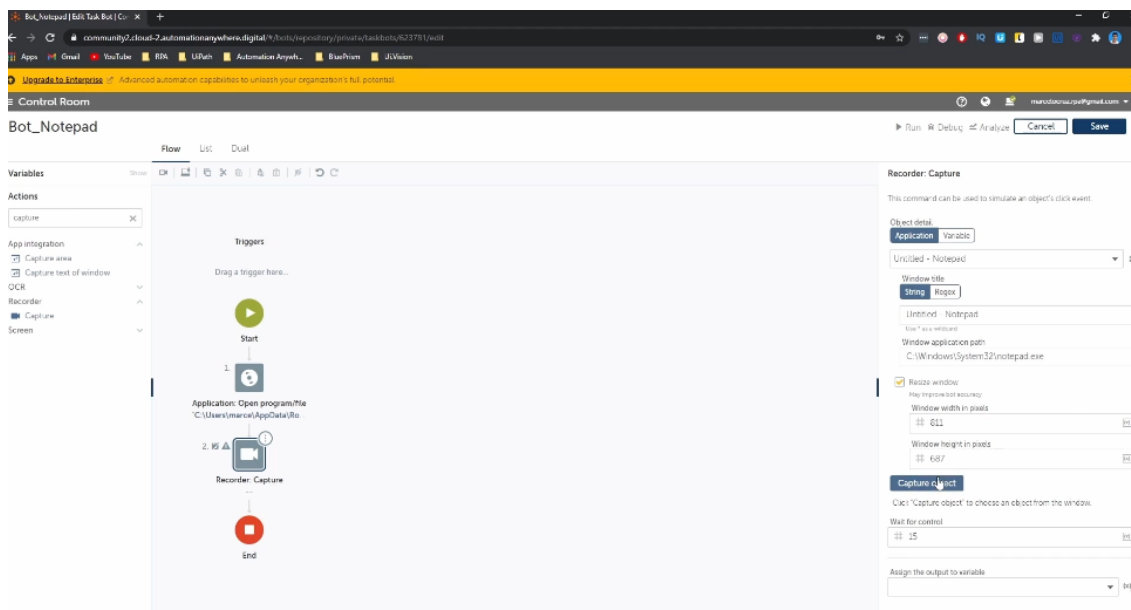 Bot_Notepad | Edit Task Bot | Cor
community2.cloud-2.automationanywhere.digital/#/bots/repository/private/taskbots/623781/edit
Apps Gmail YouTube RPA UiPath Automation Anywh... BluePrism UI.Vision
Upgrade to Enterprise Advanced automation capabilities to unleash your organization's full potential.
Control Room
Bot_Notepad
Run Debug Analyze Cancel Save
Flow List Dual
Variables Show
Actions
capture
App integration
Capture area
Capture text of window
OCR
Recorder
Capture
Screen
Triggers
Drag a trigger here...
Start
1.
Application: Open program/file
"C:\Users\marce\AppData\Ro...
2.
Recorder: Capture
...
End
Recorder: Capture
This command can be used to simulate an object's click event.
Object detail
Application Variable
Untitled - Notepad
Window title
String Regex
Untitled - Notepad
Use * as a wildcard
Window application path
C:\Windows\System32\notepad.exe
Resize window
May improve bot accuracy
Window width in pixels
# 811
Window height in pixels
# 687
Capture object
Click "Capture object" to choose an object from the window.
Wait for control
# 15
Assign the output to variable